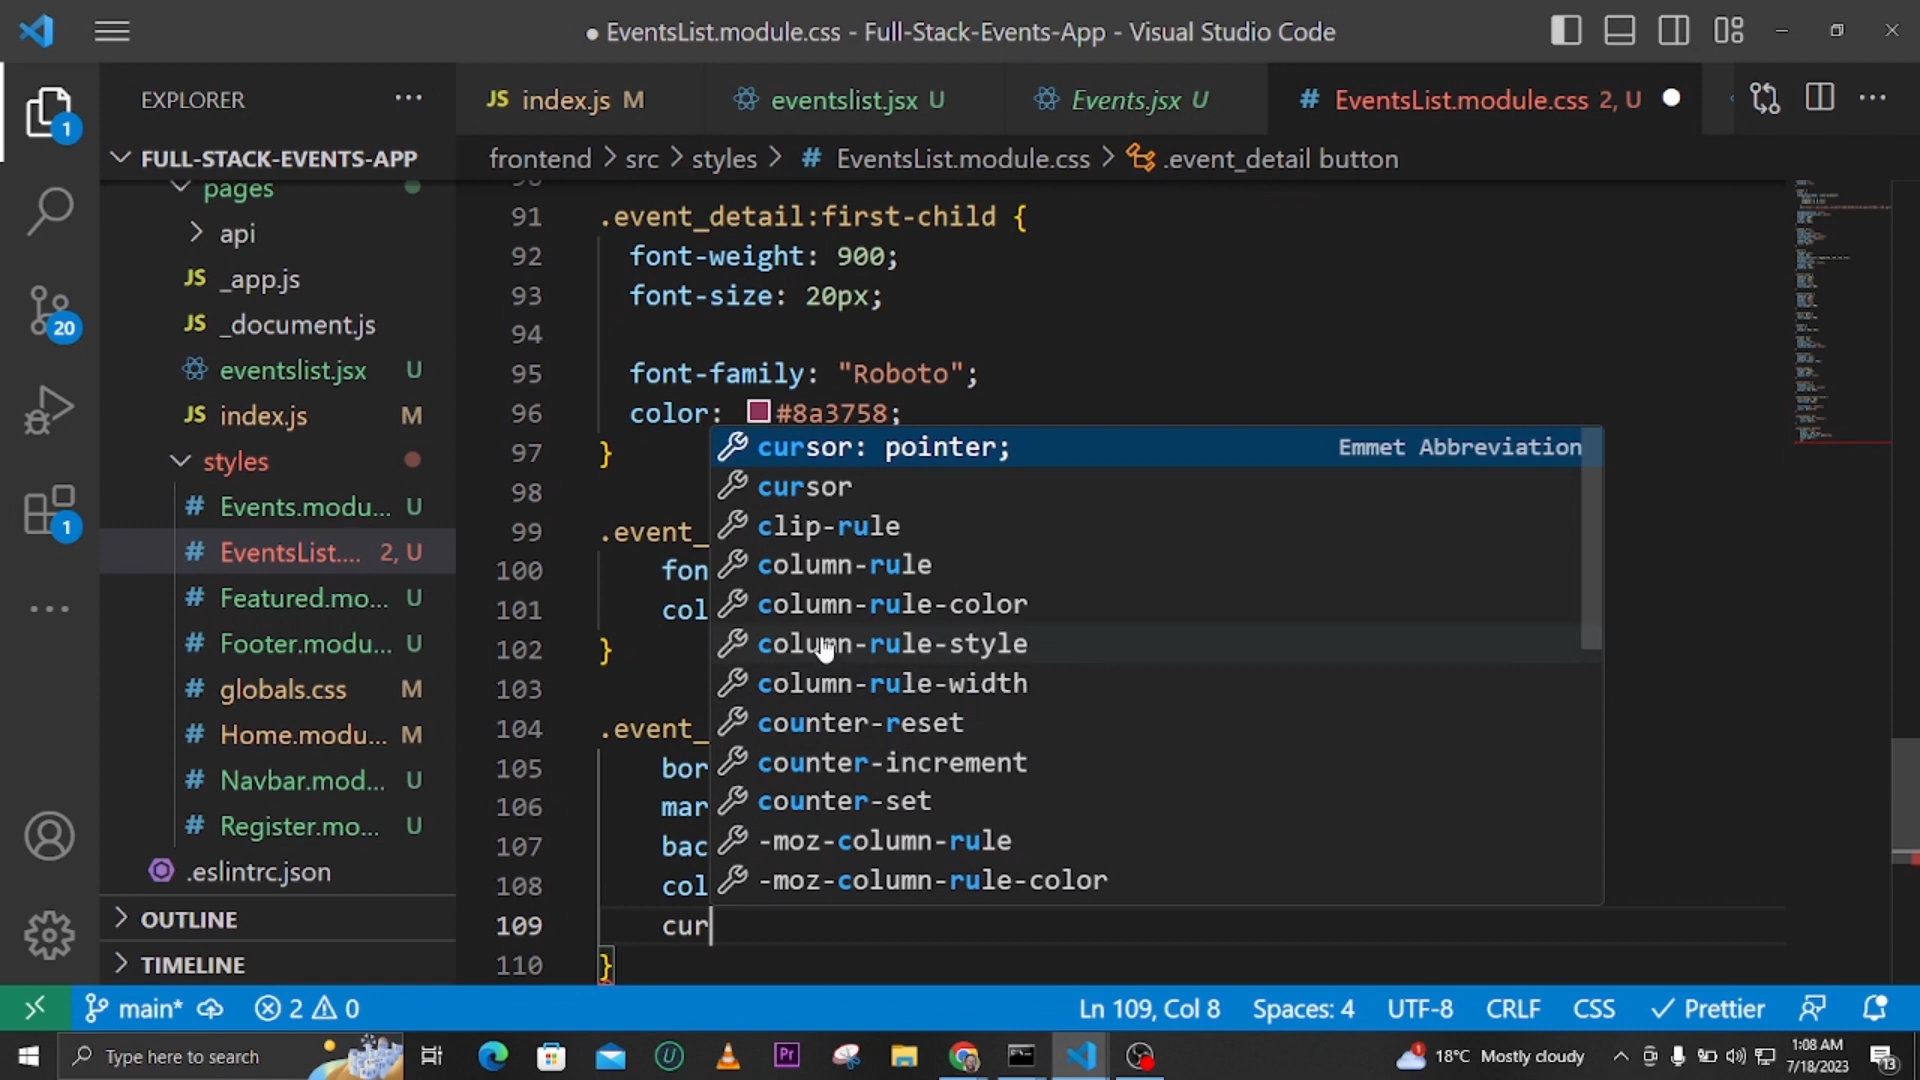 ● EventsList.module.css - Full-Stack-Events-App - Visual Studio Code
EXPLORER
JS index.js M
eventslist.jsx U
Events.jsx U
# EventsList.module.css 2, U
frontend > src > styles > # EventsList.module.css > .event_detail button
1
20
1
FULL-STACK-EVENTS-APP
pages
api
JS _app.js
JS _document.js
eventslist.jsx U
JS index.js M
styles
# Events.modu... U
# EventsList.... 2, U
# Featured.mo... U
# Footer.modu... U
# globals.css M
# Home.modu... M
# Navbar.mod... U
# Register.mo... U
.eslintrc.json
OUTLINE
TIMELINE
91 .event_detail:first-child {
92 font-weight: 900;
93 font-size: 20px;
94
95 font-family: "Roboto";
96 color: #8a3758;
97 }
98
99 .event_
100 fon
101 col
102 }
103
104 .event_
105 bor
106 mar
107 bac
108 col
109 cur
110 }
cursor: pointer; Emmet Abbreviation
cursor
clip-rule
column-rule
column-rule-color
column-rule-style
column-rule-width
counter-reset
counter-increment
counter-set
-moz-column-rule
-moz-column-rule-color
main* 2 0 Ln 109, Col 8 Spaces: 4 UTF-8 CRLF CSS Prettier
Type here to search
Pr
18°C Mostly cloudy
1:08 AM
7/18/2023
13